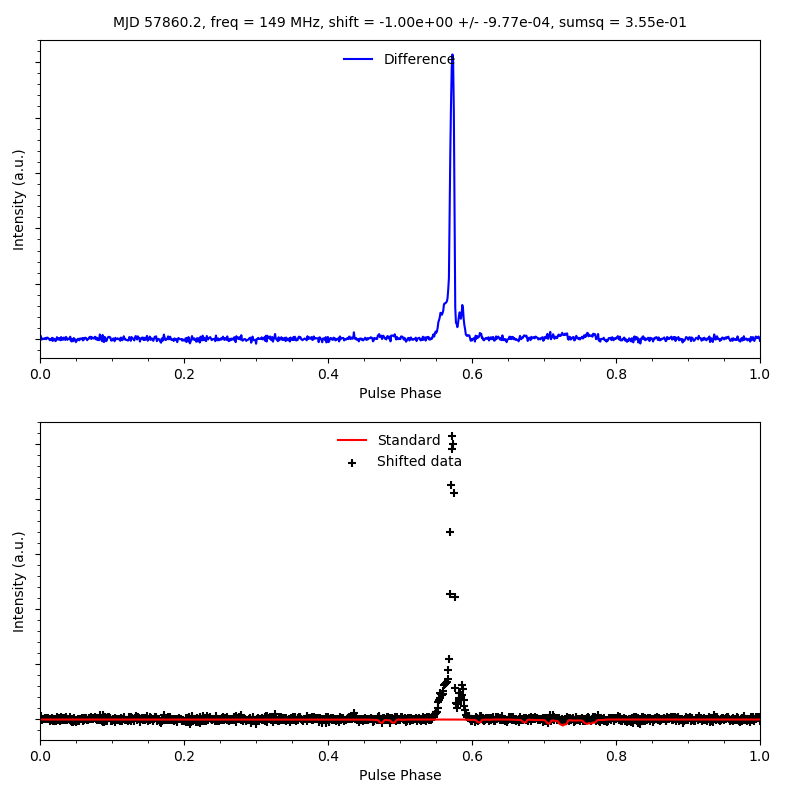 MJD 57860.2, freq = 149 MHz, shift = -1.00e+00 +/- -9.77e-04, sumsq = 3.55e-01
Difference
Intensity (a.u.)
0.0 0.2 0.4 0.6 0.8 1.0
Pulse Phase
Standard
Shifted data
Intensity (a.u.)
0.0 0.2 0.4 0.6 0.8 1.0
Pulse Phase